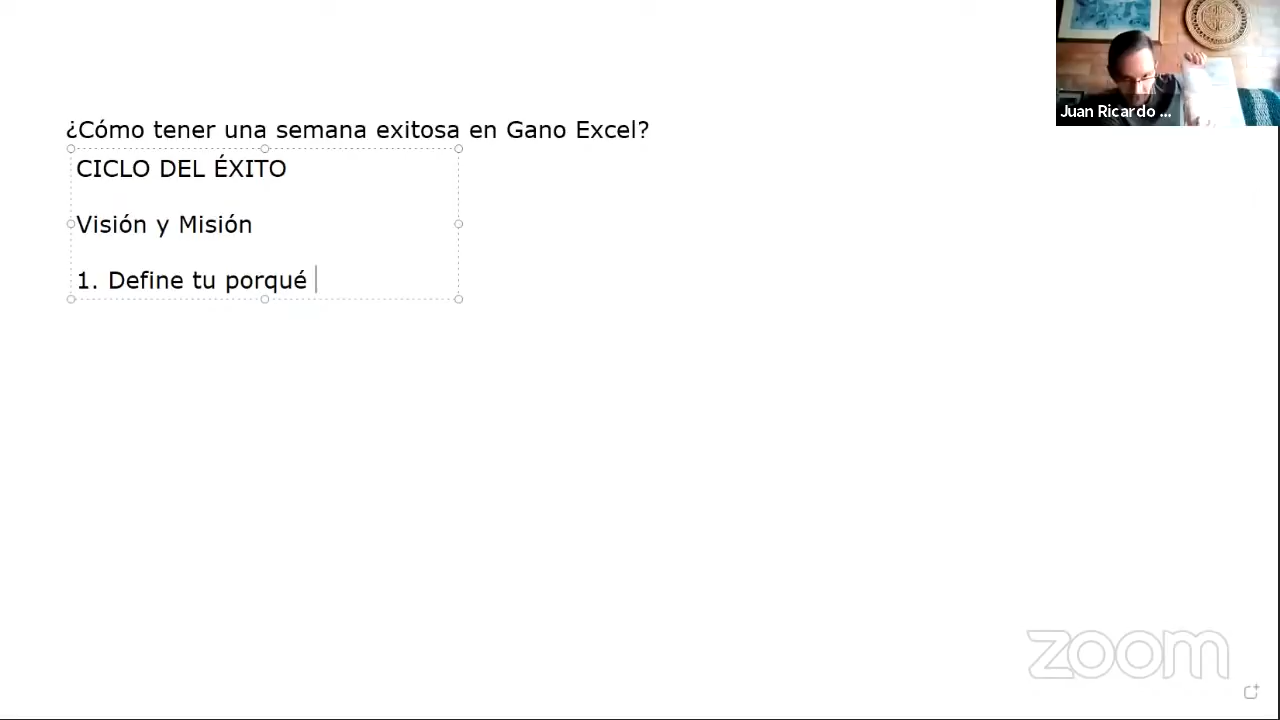 ¿Cómo tener una semana exitosa en Gano Excel?
CICLO DEL ÉXITO
Visión y Misión
1. Define tu porqué
Juan Ricardo ...
zoom